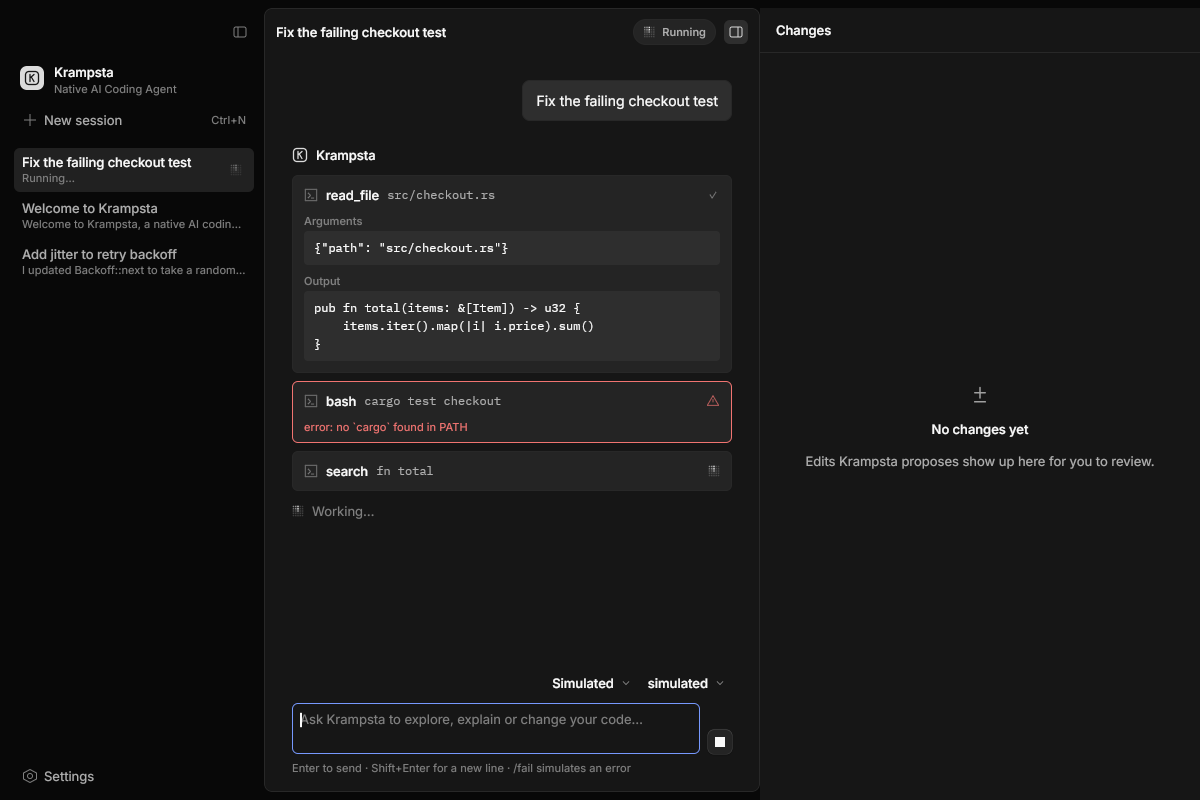 Krampsta
Native AI Coding Agent
New session
Ctrl+N
Fix the failing checkout test
Running...
Welcome to Krampsta
Welcome to Krampsta, a native AI codin...
Add jitter to retry backoff
I updated Backoff::next to take a random...
Settings
Fix the failing checkout test
Running
Fix the failing checkout test
K Krampsta
read_file src/checkout.rs
Arguments
{"path": "src/checkout.rs"}
Output
pub fn total(items: &[Item]) -> u32 {
    items.iter().map(|i| i.price).sum()
}
bash cargo test checkout
error: no `cargo` found in PATH
search fn total
Working...
Simulated
simulated
Ask Krampsta to explore, explain or change your code...
Enter to send · Shift+Enter for a new line · /fail simulates an error
Changes
No changes yet
Edits Krampsta proposes show up here for you to review.